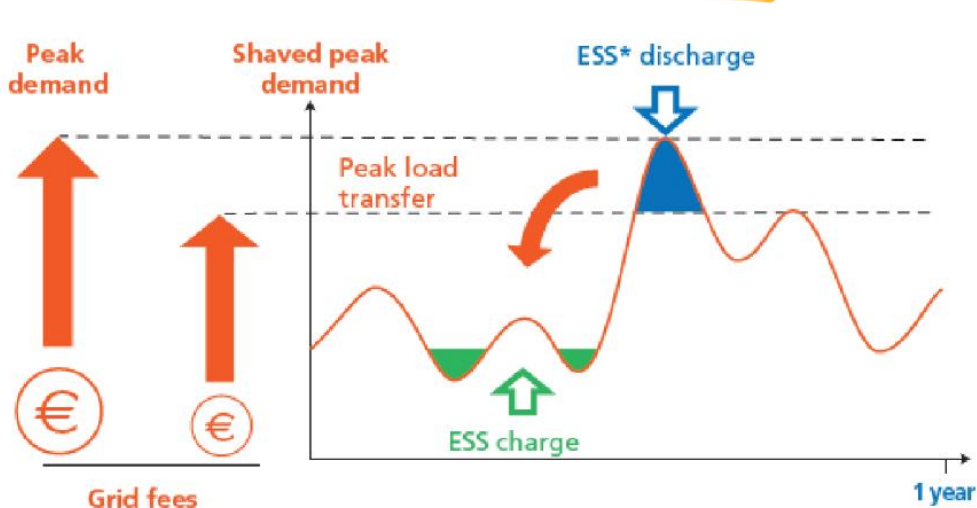 Peak
demand
Shaved peak
demand
ESS* discharge
Peak load
transfer
€
€
ESS charge
Grid fees
1 year